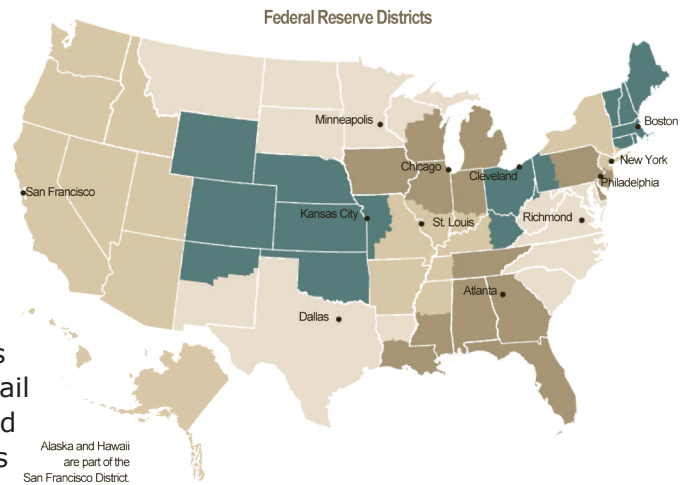 Federal Reserve Districts
Minneapolis
Boston
New York
Chicago
Cleveland
Philadelphia
San Francisco
Kansas City
St. Louis
Richmond
Atlanta
Dallas
s
ail
d
s
Alaska and Hawaii
are part of the
San Francisco District.